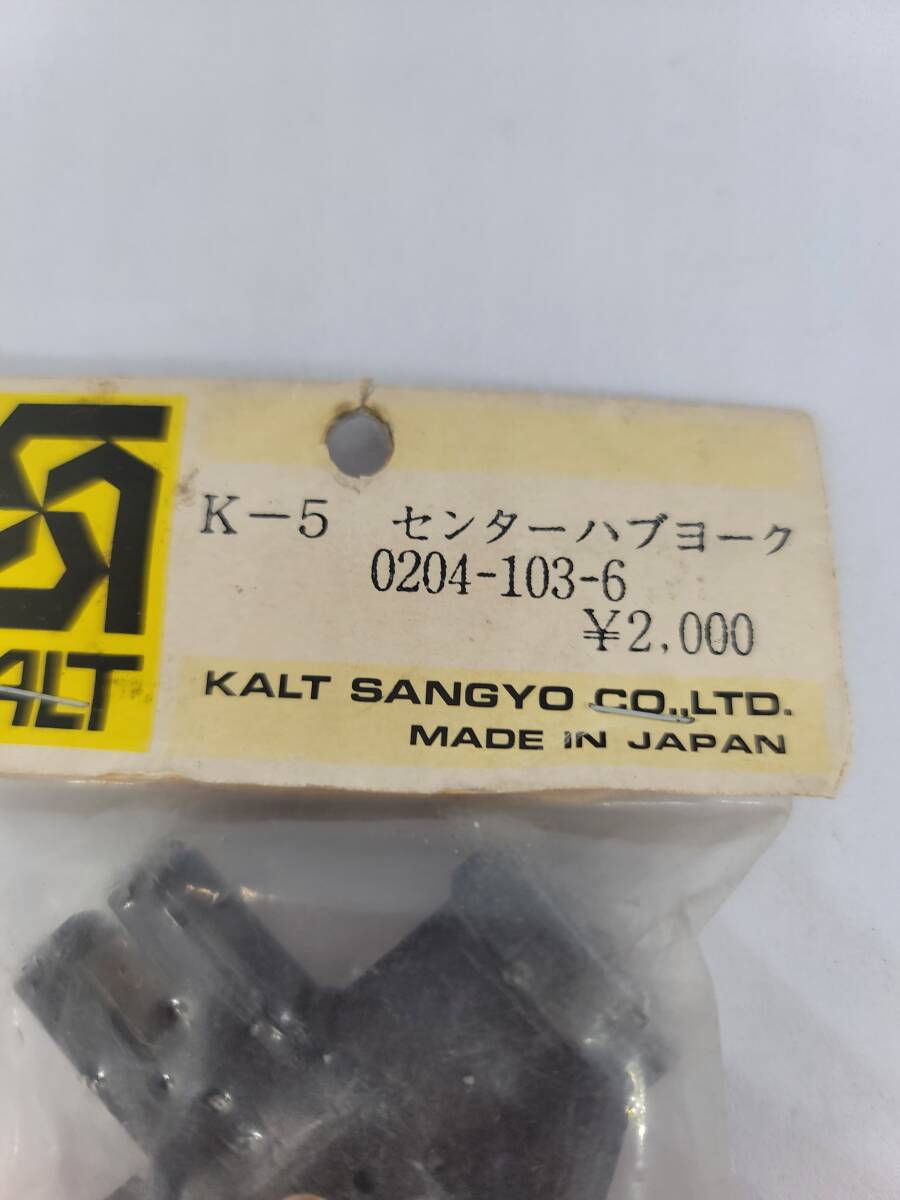 K-5 センターハブヨーク
0204-103-6
¥2,000
ALT
KALT SANGYO CO.,LTD.
MADE IN JAPAN